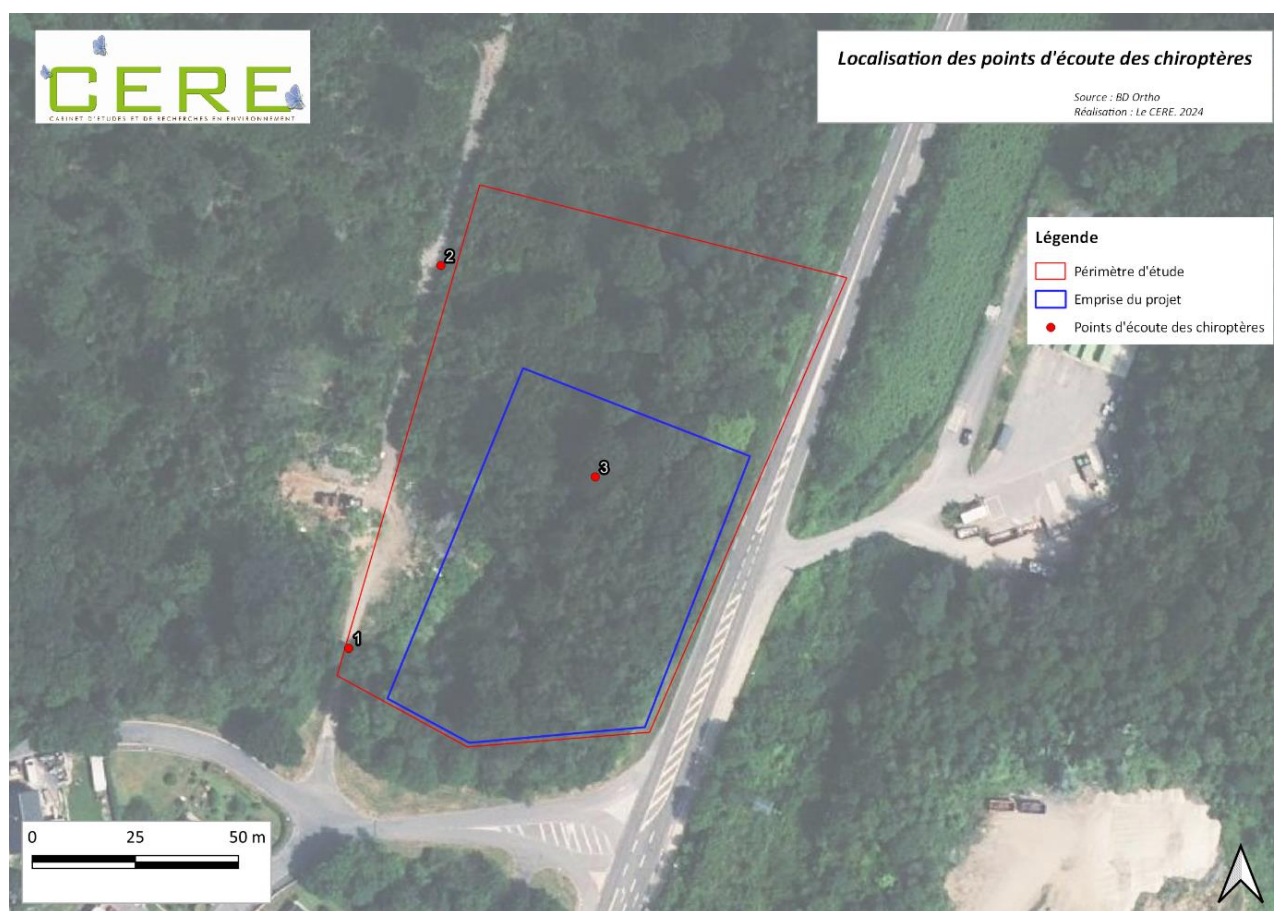 CERE
CABINET D'ETUDES ET DE RECHERCHES EN ENVIRONNEMENT
Localisation des points d'écoute des chiroptères
Source : BD Ortho
Réalisation : Le CERE. 2024
Légende
Périmètre d'étude
Emprise du projet
Points d'écoute des chiroptères
2
3
1
0 25 50 m